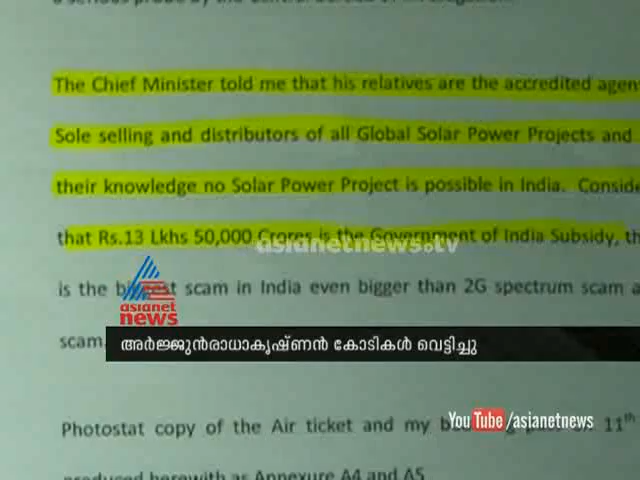 The Chief Minister told me that his relatives are the accredited agen
Sole selling and distributors of all Global Solar Power Projects and
their knowledge no Solar Power Project is possible in India. Conside
that Rs.13 Lkhs 50,000 Crores is the Government of India Subsidy, th
asianetnews.tv
is the biggest scam in India even bigger than 2G spectrum scam a
asianet
news
scam.
അർജ്ജുൻരാധാകൃഷ്ണൻ കോടികൾ വെട്ടിച്ചു
YouTube /asianetnews
Photostat copy of the Air ticket and my 11th
produced herewith as Annexure A4 and A5